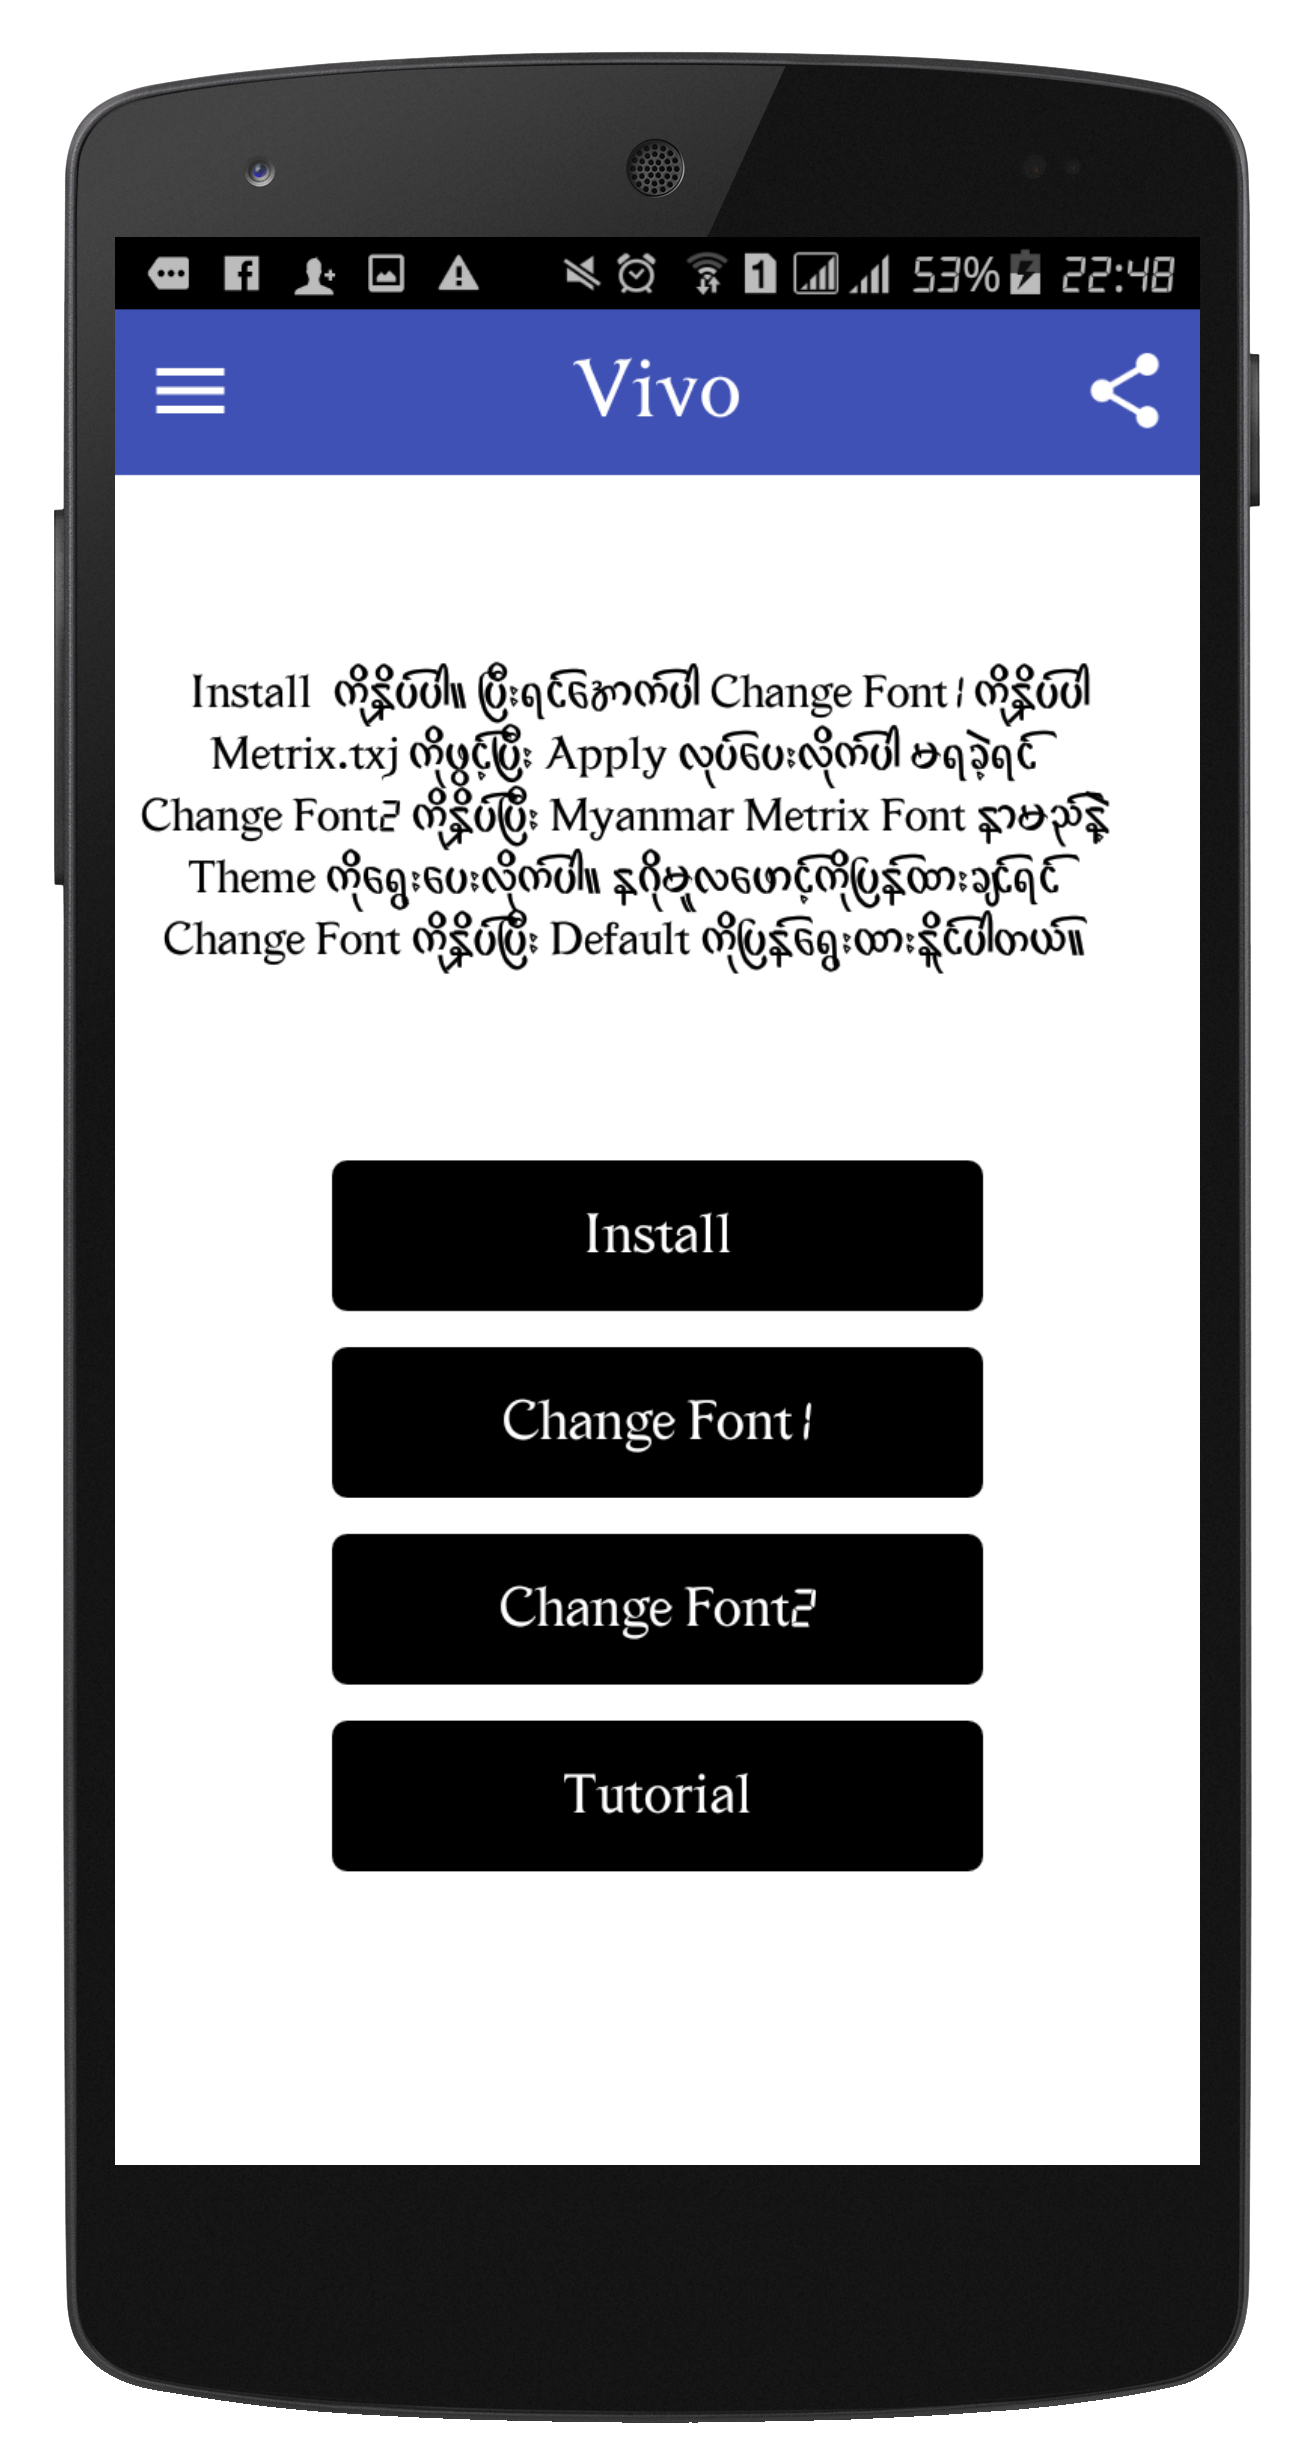 53% 22:48
Vivo
Install ကိုနှိပ်ပါ။ ပြီးရင်အောက်ပါ Change Font1 ကိုနှိပ်ပါ
Metrix.txj ကိုဖွင့်ပြီး Apply လုပ်ပေးလိုက်ပါ မရခဲ့ရင်
Change Font2 ကိုနှိပ်ပြီး Myanmar Metrix Font နာမည်နဲ့
Theme ကိုရွေးပေးလိုက်ပါ။ နဂိုမူလဖောင့်ကိုပြန်ထားချင်ရင်
Change Font ကိုနှိပ်ပြီး Default ကိုပြန်ရွေးထားနိူင်ပါတယ်။
Install
Change Font1
Change Font2
Tutorial